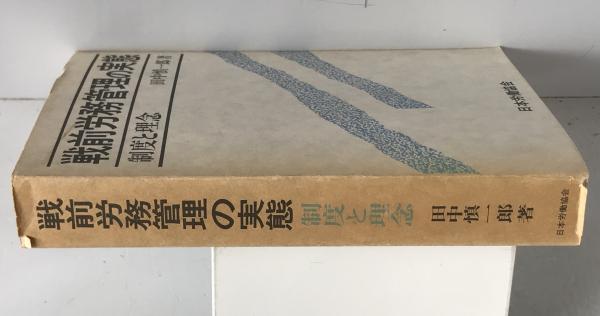 戦前労務管理の実態
制度と理念
田中慎一郎 著
日本労働協会
戦前労務管理の実態 制度と理念 田中慎一郎 著 日本労働協会